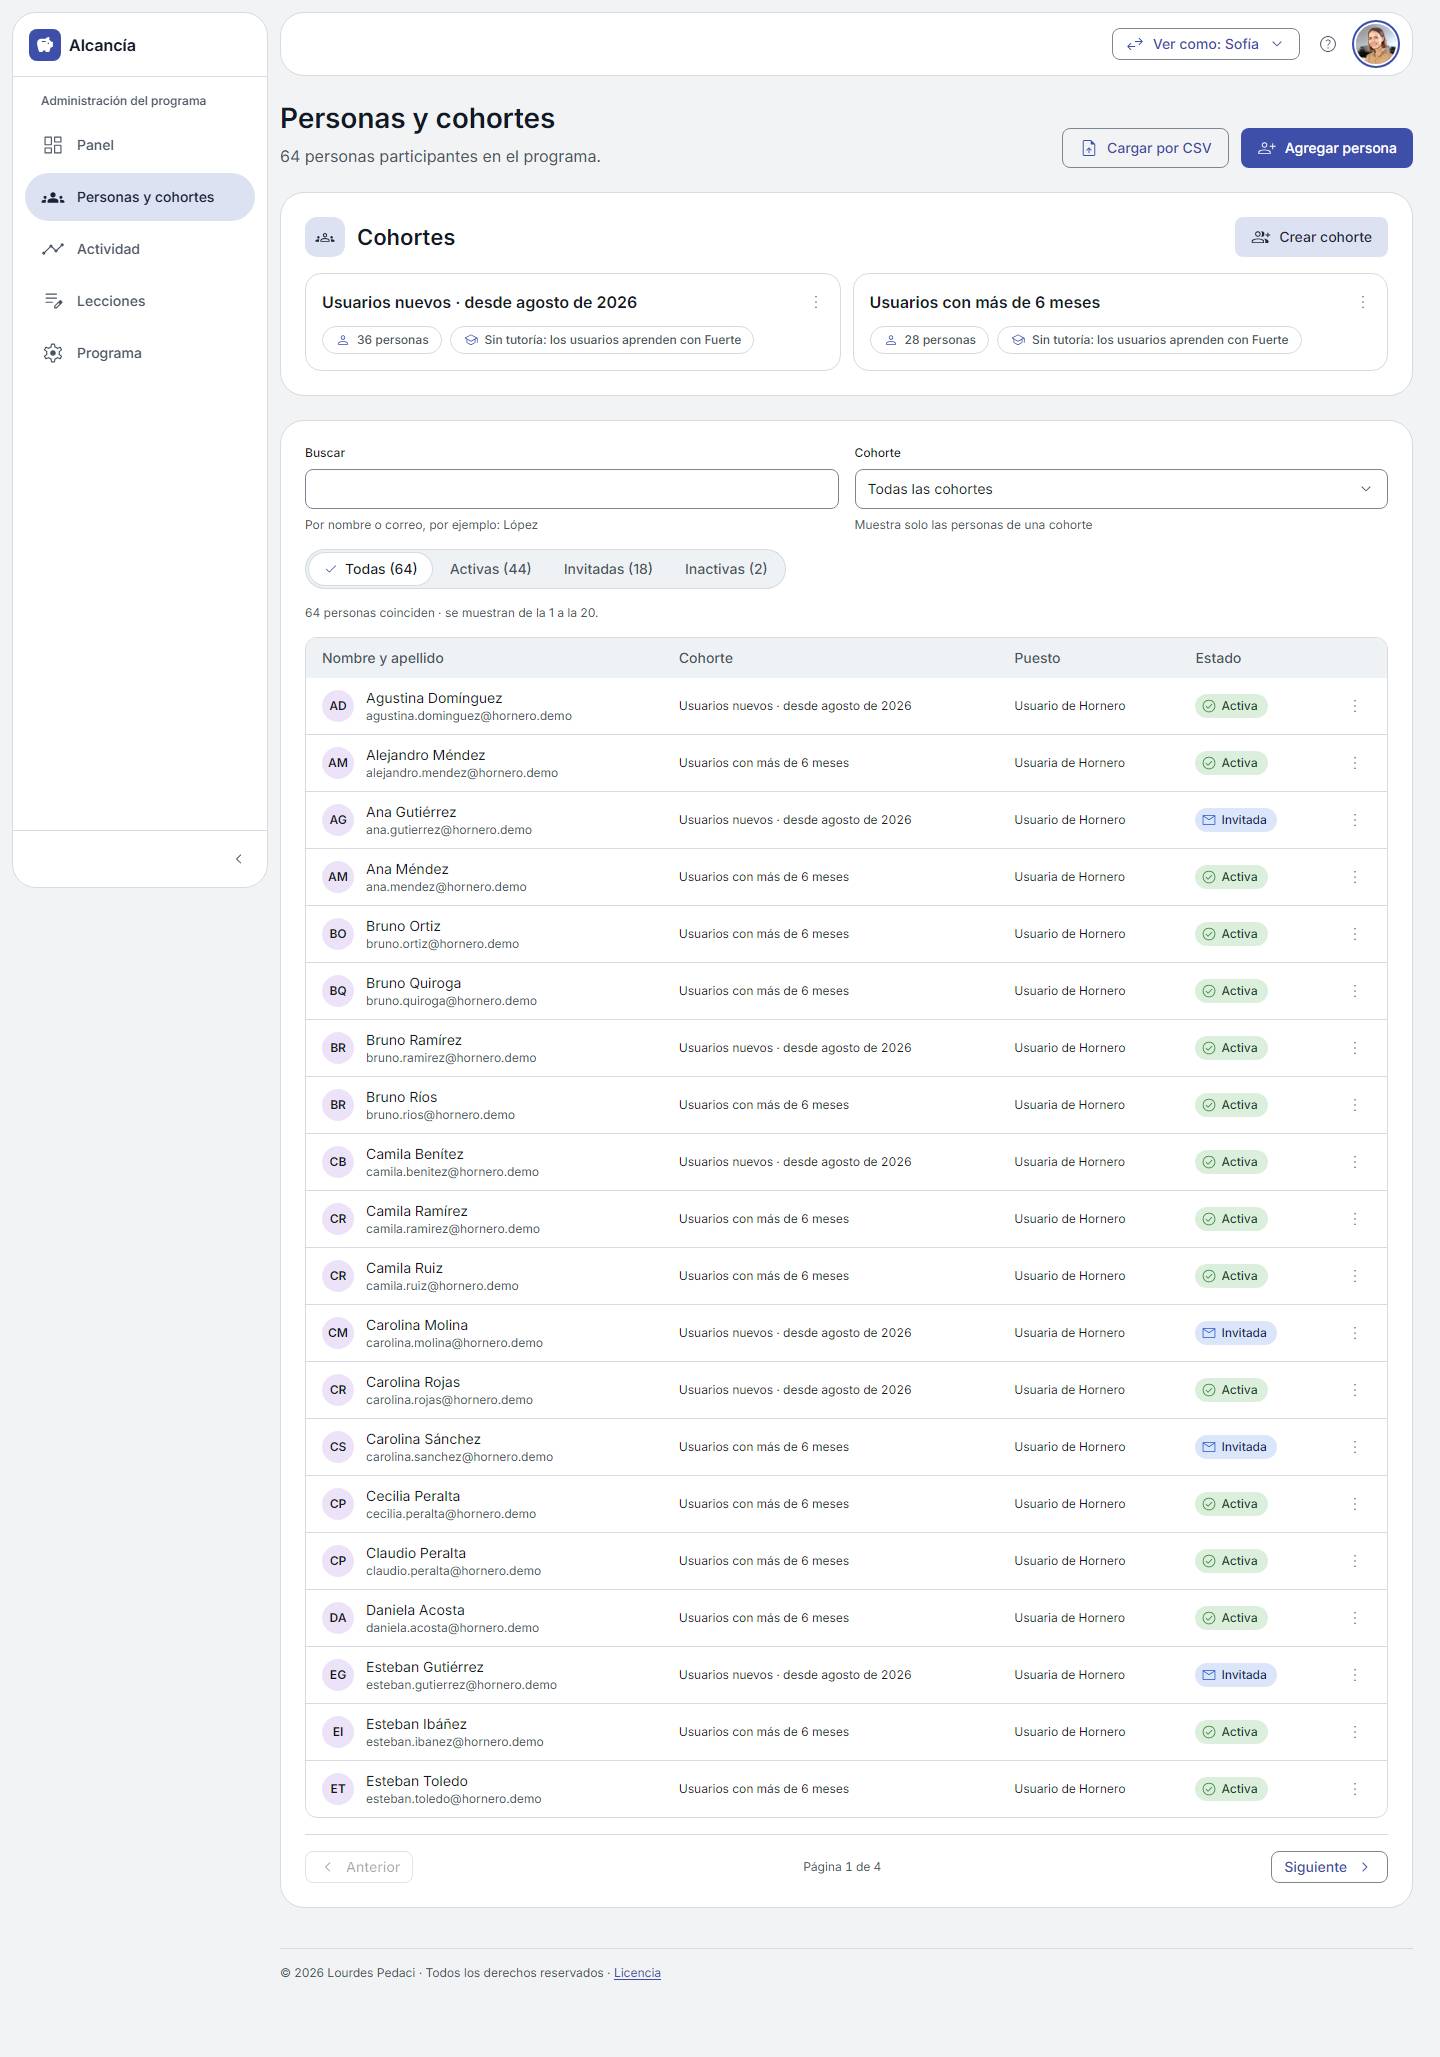 Alcancía
Ver como: Sofía
Administración del programa
Panel
Personas y cohortes
Actividad
Lecciones
Programa
Personas y cohortes
64 personas participantes en el programa.
Cargar por CSV
Agregar persona
Cohortes
Crear cohorte
Usuarios nuevos · desde agosto de 2026
36 personas
Sin tutoría: los usuarios aprenden con Fuerte
Usuarios con más de 6 meses
28 personas
Sin tutoría: los usuarios aprenden con Fuerte
Buscar
Por nombre o correo, por ejemplo: López
Cohorte
Todas las cohortes
Muestra solo las personas de una cohorte
Todas (64) Activas (44) Invitadas (18) Inactivas (2)
64 personas coinciden · se muestran de la 1 a la 20.
Nombre y apellido Cohorte Puesto Estado
AD Agustina Domínguez Usuarios nuevos · desde agosto de 2026 Usuario de Hornero Activa
agustina.dominguez@hornero.demo
AM Alejandro Méndez Usuarios con más de 6 meses Usuaria de Hornero Activa
alejandro.mendez@hornero.demo
AG Ana Gutiérrez Usuarios nuevos · desde agosto de 2026 Usuario de Hornero Invitada
ana.gutierrez@hornero.demo
AM Ana Méndez Usuarios con más de 6 meses Usuaria de Hornero Activa
ana.mendez@hornero.demo
BO Bruno Ortiz Usuarios con más de 6 meses Usuario de Hornero Activa
bruno.ortiz@hornero.demo
BQ Bruno Quiroga Usuarios con más de 6 meses Usuaria de Hornero Activa
bruno.quiroga@hornero.demo
BR Bruno Ramírez Usuarios nuevos · desde agosto de 2026 Usuario de Hornero Activa
bruno.ramirez@hornero.demo
BR Bruno Ríos Usuarios con más de 6 meses Usuaria de Hornero Activa
bruno.rios@hornero.demo
CB Camila Benítez Usuarios nuevos · desde agosto de 2026 Usuaria de Hornero Activa
camila.benitez@hornero.demo
CR Camila Ramírez Usuarios con más de 6 meses Usuario de Hornero Activa
camila.ramirez@hornero.demo
CR Camila Ruiz Usuarios con más de 6 meses Usuaria de Hornero Activa
camila.ruiz@hornero.demo
CM Carolina Molina Usuarios nuevos · desde agosto de 2026 Usuaria de Hornero Invitada
carolina.molina@hornero.demo
CR Carolina Rojas Usuarios nuevos · desde agosto de 2026 Usuaria de Hornero Activa
carolina.rojas@hornero.demo
CS Carolina Sánchez Usuarios con más de 6 meses Usuario de Hornero Invitada
carolina.sanchez@hornero.demo
CP Cecilia Peralta Usuarios con más de 6 meses Usuario de Hornero Activa
cecilia.peralta@hornero.demo
CP Claudio Peralta Usuarios con más de 6 meses Usuario de Hornero Activa
claudio.peralta@hornero.demo
DA Daniela Acosta Usuarios con más de 6 meses Usuaria de Hornero Activa
daniela.acosta@hornero.demo
EG Esteban Gutiérrez Usuarios nuevos · desde agosto de 2026 Usuaria de Hornero Invitada
esteban.gutierrez@hornero.demo
EI Esteban Ibáñez Usuarios con más de 6 meses Usuario de Hornero Activa
esteban.ibanez@hornero.demo
ET Esteban Toledo Usuarios con más de 6 meses Usuario de Hornero Activa
esteban.toledo@hornero.demo
Anterior Página 1 de 4 Siguiente
© 2026 Lourdes Pedaci · Todos los derechos reservados · Licencia